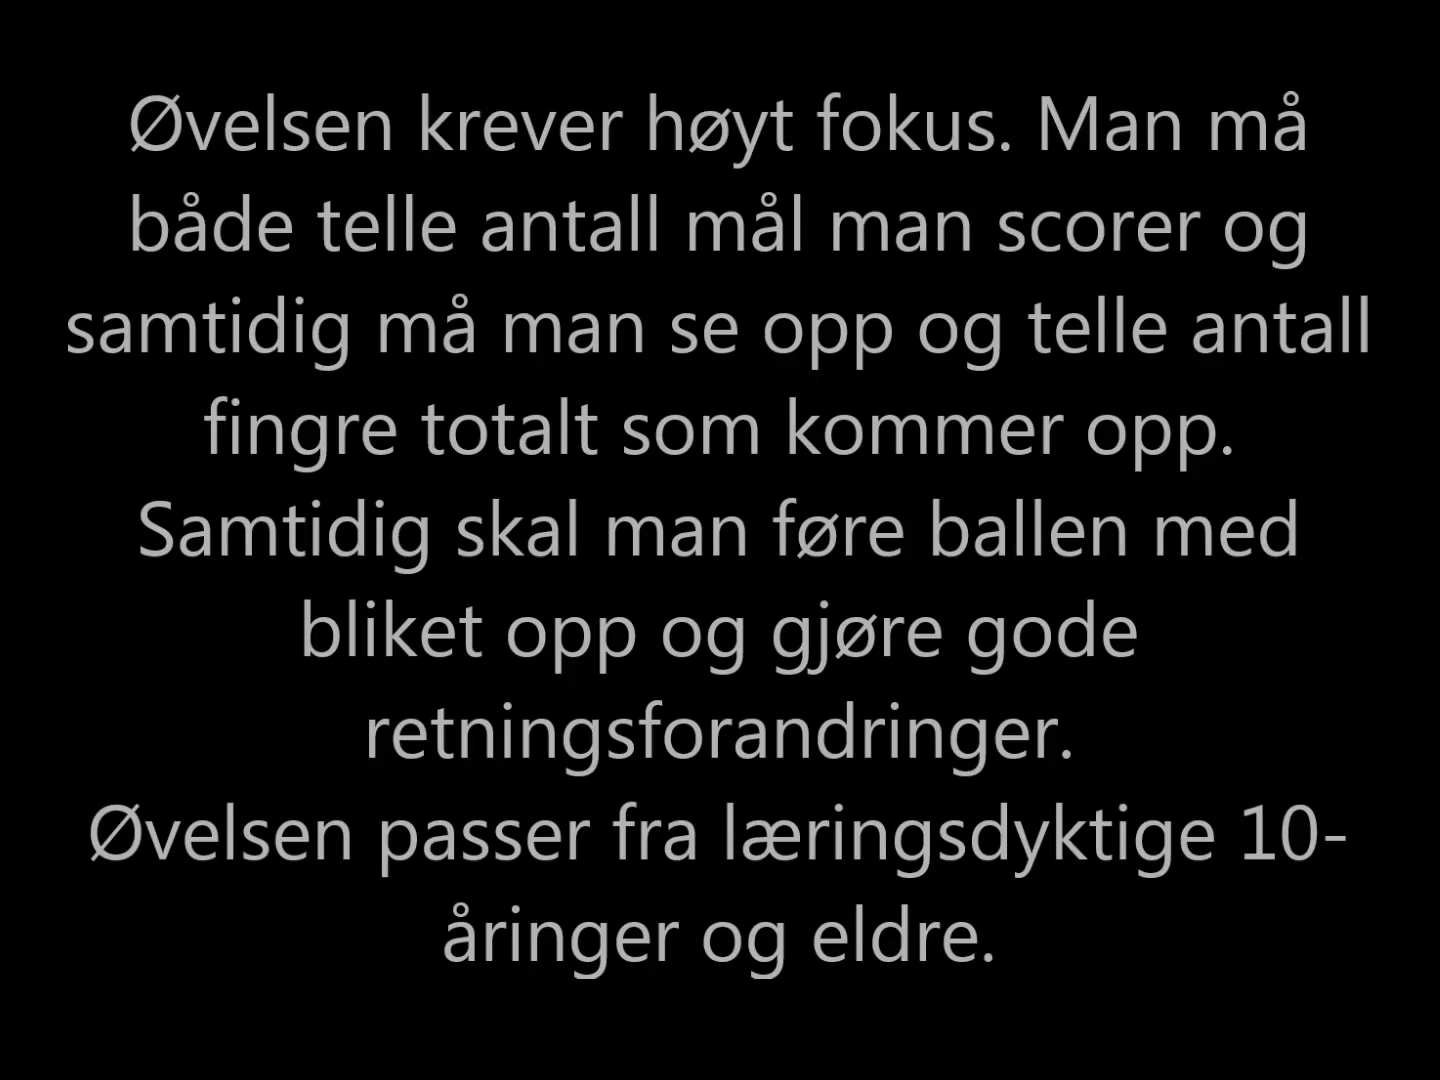 Øvelsen krever høyt fokus. Man må
både telle antall mål man scorer og
samtidig må man se opp og telle antall
fingre totalt som kommer opp.
Samtidig skal man føre ballen med
bliket opp og gjøre gode
retningsforandringer.
Øvelsen passer fra læringsdyktige 10-
åringer og eldre.